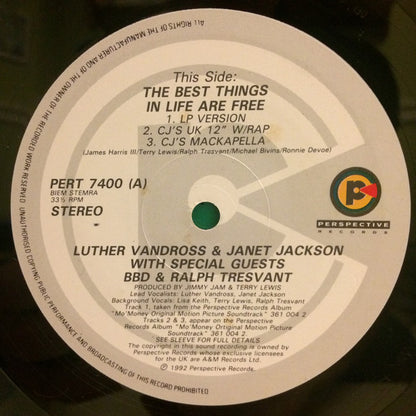 ALL RIGHTS OF THE MANUFACTURER AND OF THE OWNER OF THE RECORDED WORK RESERVED. UNAUTHORISED COPYING PUBLIC PERFORMANCE AND BROADCASTING OF THIS RECORD PROHIBITED
This Side:
THE BEST THINGS
IN LIFE ARE FREE
1. LP VERSION
2. CJ'S UK 12" W/RAP
3. CJ'S MACKAPELLA
(James Harris III/Terry Lewis/Ralph Tresvant/Michael Bivins/Ronnie Devoe)
PERT 7400 (A)
BIEM STEMRA
33⅓ RPM
STEREO
PERSPECTIVE
RECORDS
LUTHER VANDROSS & JANET JACKSON
WITH SPECIAL GUESTS
BBD & RALPH TRESVANT
PRODUCED BY JIMMY JAM & TERRY LEWIS
Lead Vocalists: Luther Vandross, Janet Jackson
Background Vocals: Lisa Keith, Terry Lewis, Ralph Tresvant
Track 1, taken from the Perspective Records Album
"Mo'Money Original Motion Picture Soundtrack" 361 004 2.
Tracks 2 & 3, appear on the Perspective
Records Album "Mo'Money Ortginal Motion Picture
Soundtrack" 361 004 2.
SEE SLEEVE FOR FULL DETAILS
The copyright in this sound recording is owned by
Perspective Records whose exclusive licensees
for the UK are A&M Records Ltd.
℗ 1992 Perspective Records.